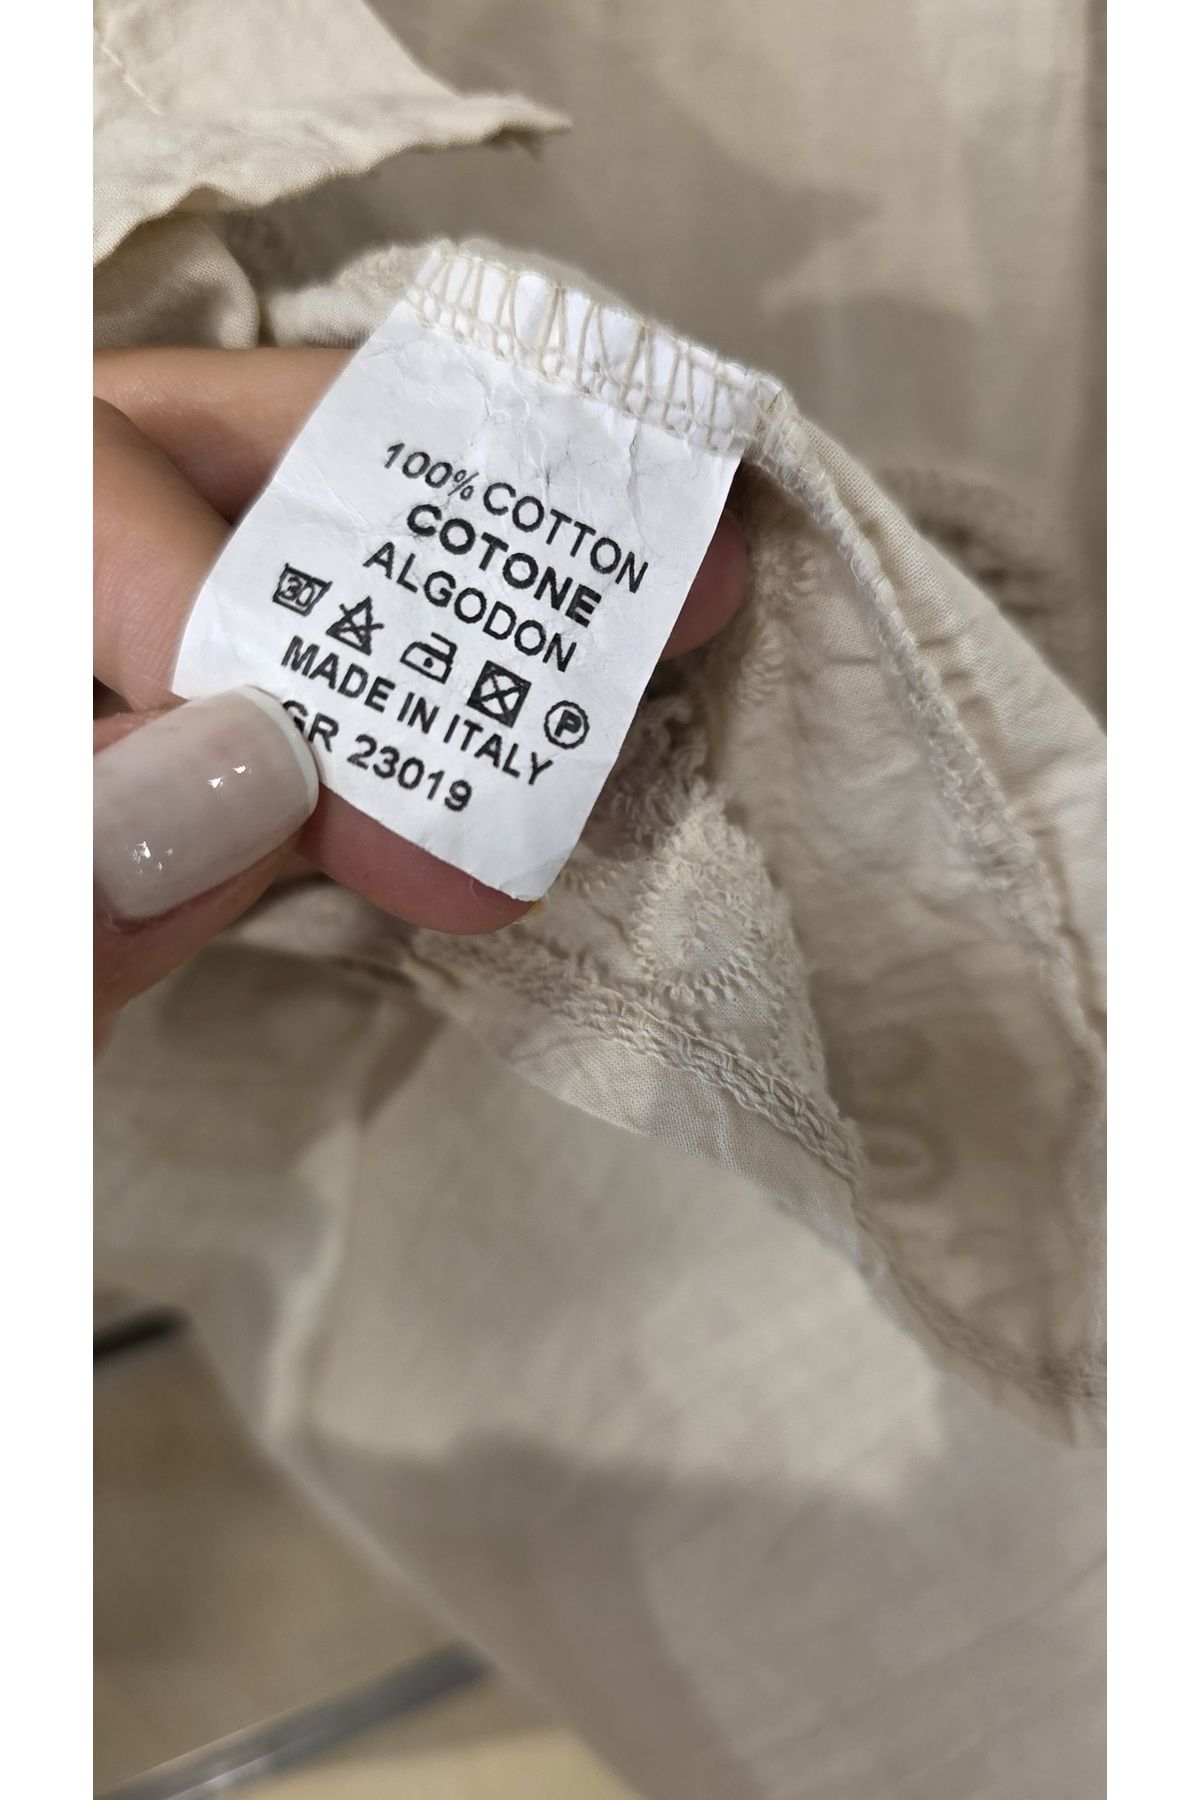 100% COTTON
COTONE
ALGODON
30 P
MADE IN ITALY
GR 23019